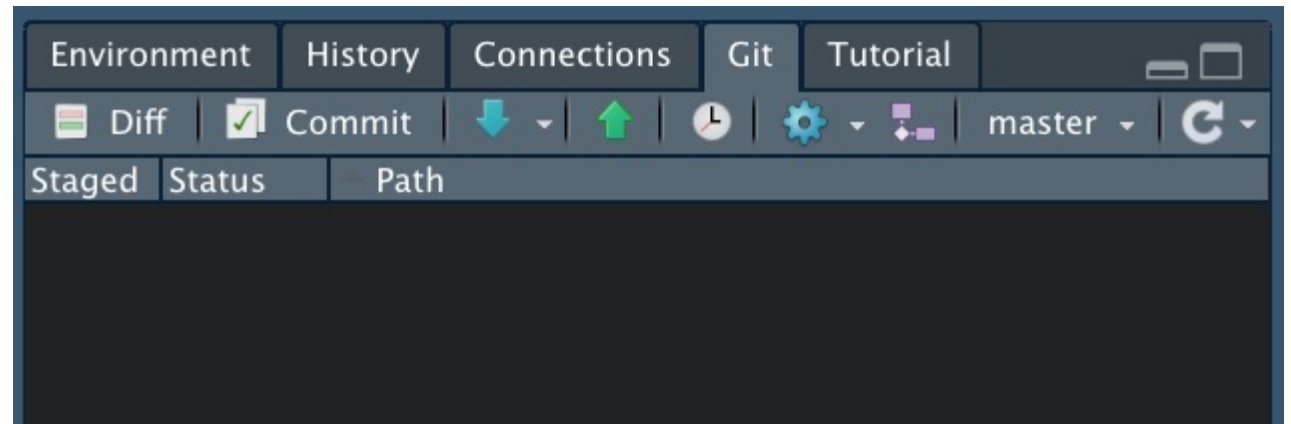 Environment History Connections Git Tutorial
Diff Commit master
Staged Status Path